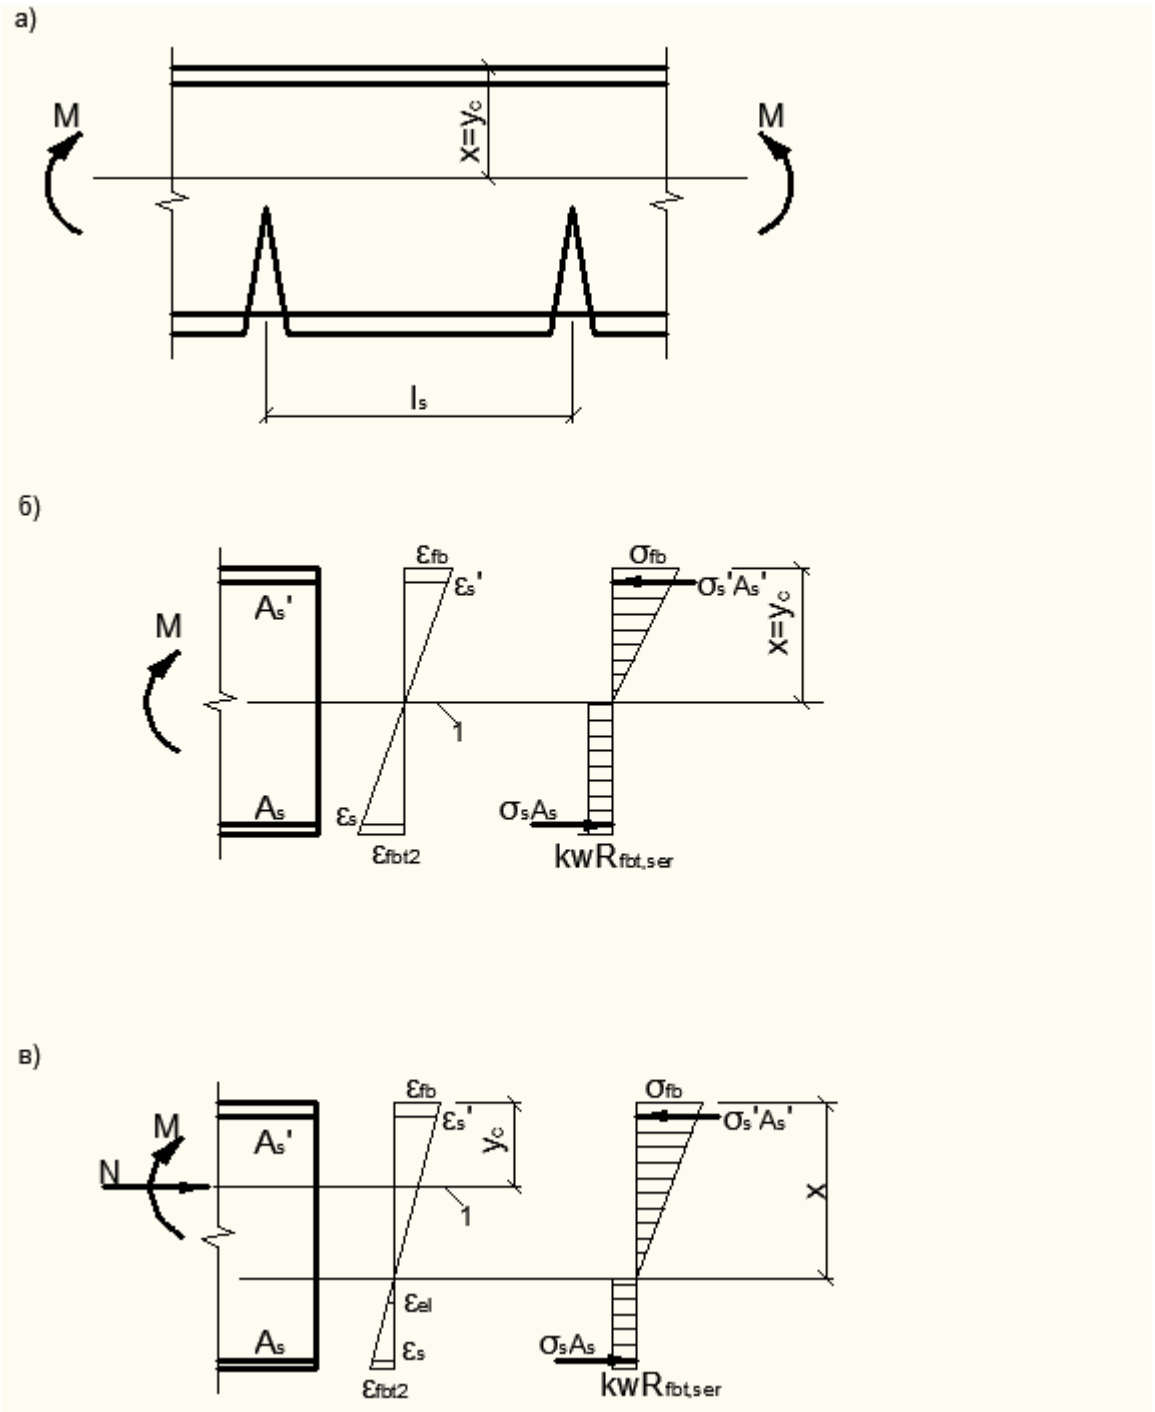 а)
M
x=yc
M
ls
б)
εfb
σfb
εs'
σs'As'
As'
M
x=yc
1
As
εs
σsAs
εfbt2
kwRfbt,ser
в)
εfb
σfb
As'
εs'
yc
σs'As'
M
N
x
1
εel
As
εs
σsAs
εfbt2
kwRfbt,ser